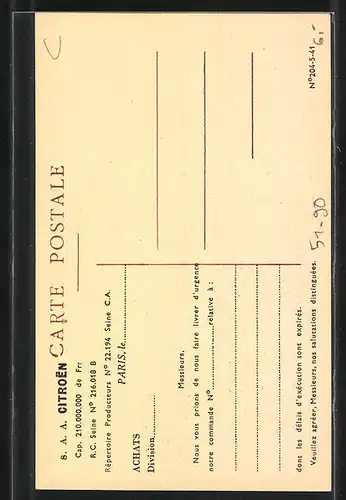 CARTE POSTALE
S. A. A. CITROËN
Cap. 210.000.000 de Fr:
R.C. Seine N° 216.018 B
Répertoire Producteurs N° 22.194 Seine C.A.
PARIS, le
ACHATS
Division
Messieurs,
Nous vous prions de nous faire livrer d'urgence
notre commande N° relative à :
dont les délais d'exécution sont expirés.
Veuillez agréer, Messieurs, nos salutations distinguées.
N° 204-5-41
C
51-90
6,-